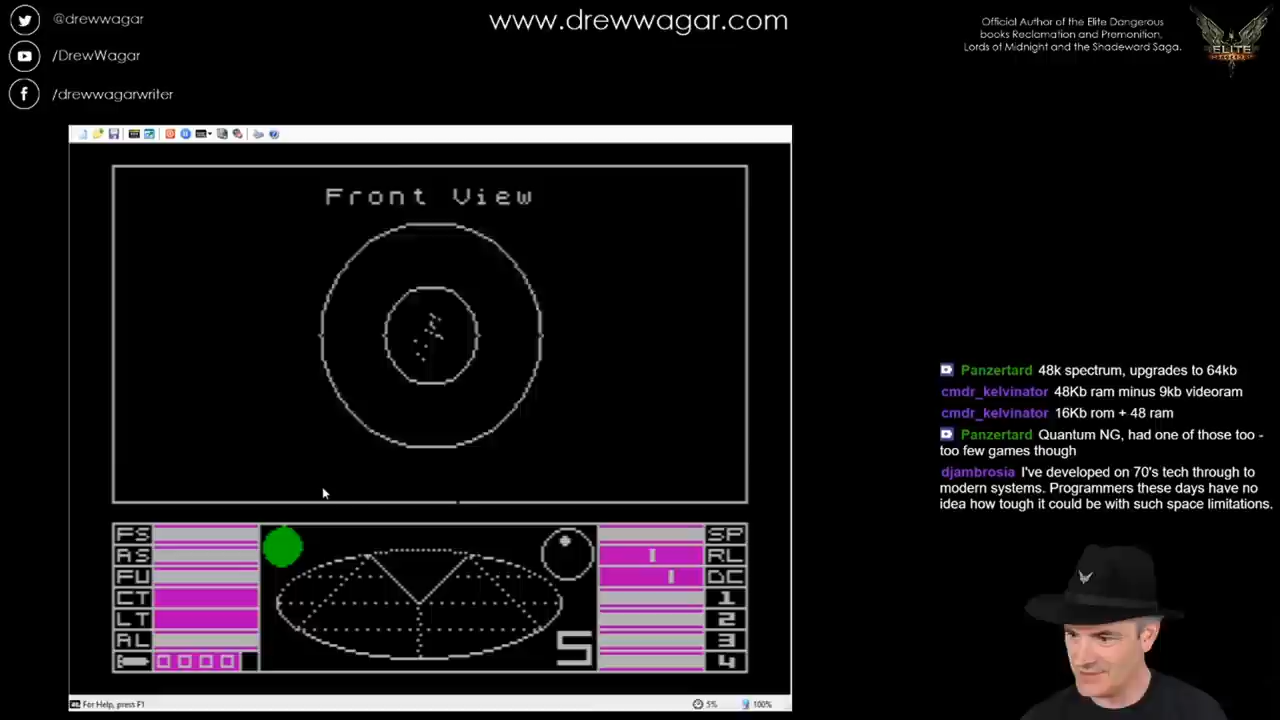 @drewwagar
/DrewWagar
/drewwagarwriter
www.drewwagar.com
Official Author of the Elite Dangerous
books Reclamation and Premonition,
Lords of Midnight and the Shadeward Saga.
ELITE
Front View
FS
AS
FU
CT
LT
AL
S
SP
RL
DC
1
2
3
4
For Help, press F1
5%
100%
Panzertard 48k spectrum, upgrades to 64kb
cmdr_kelvinator 48Kb ram minus 9kb videoram
cmdr_kelvinator 16Kb rom + 48 ram
Panzertard Quantum NG, had one of those too -
too few games though
djambrosia I've developed on 70's tech through to
modern systems. Programmers these days have no
idea how tough it could be with such space limitations.